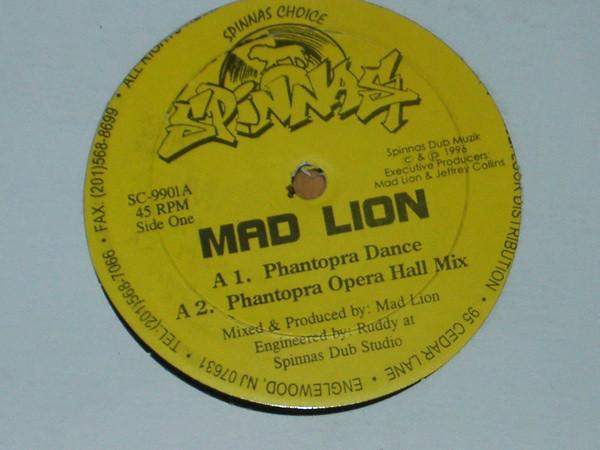 SPINNAS CHOICE
SPINNAS
Spinnas Dub Muzik
© & ℗ 1996
Executive Producers:
Mad Lion & Jeffrey Collins
SC-9901A
45 RPM
Side One
MAD LION
A 1. Phantopra Dance
A 2. Phantopra Opera Hall Mix
Mixed & Produced by: Mad Lion
Engineered by: Ruddy at
Spinnas Dub Studio
DISTRIBUTION • 95 CEDAR LANE • ENGLEWOOD, NJ 07631 • TEL:(201)568-7066 • FAX: (201)568-8699 • ALL